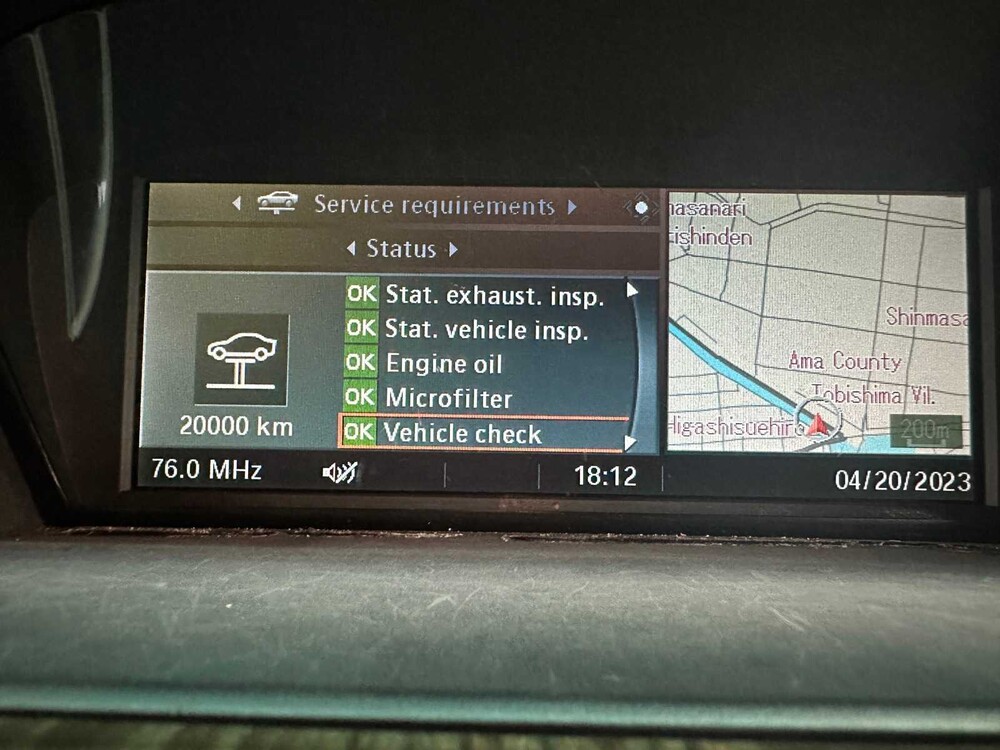 Service requirements
Status
OK Stat. exhaust. insp.
OK Stat. vehicle insp.
OK Engine oil
OK Microfilter
OK Vehicle check
20000 km
76.0 MHz
18:12
04/20/2023
Ama County
Tobishima Vil.
200m